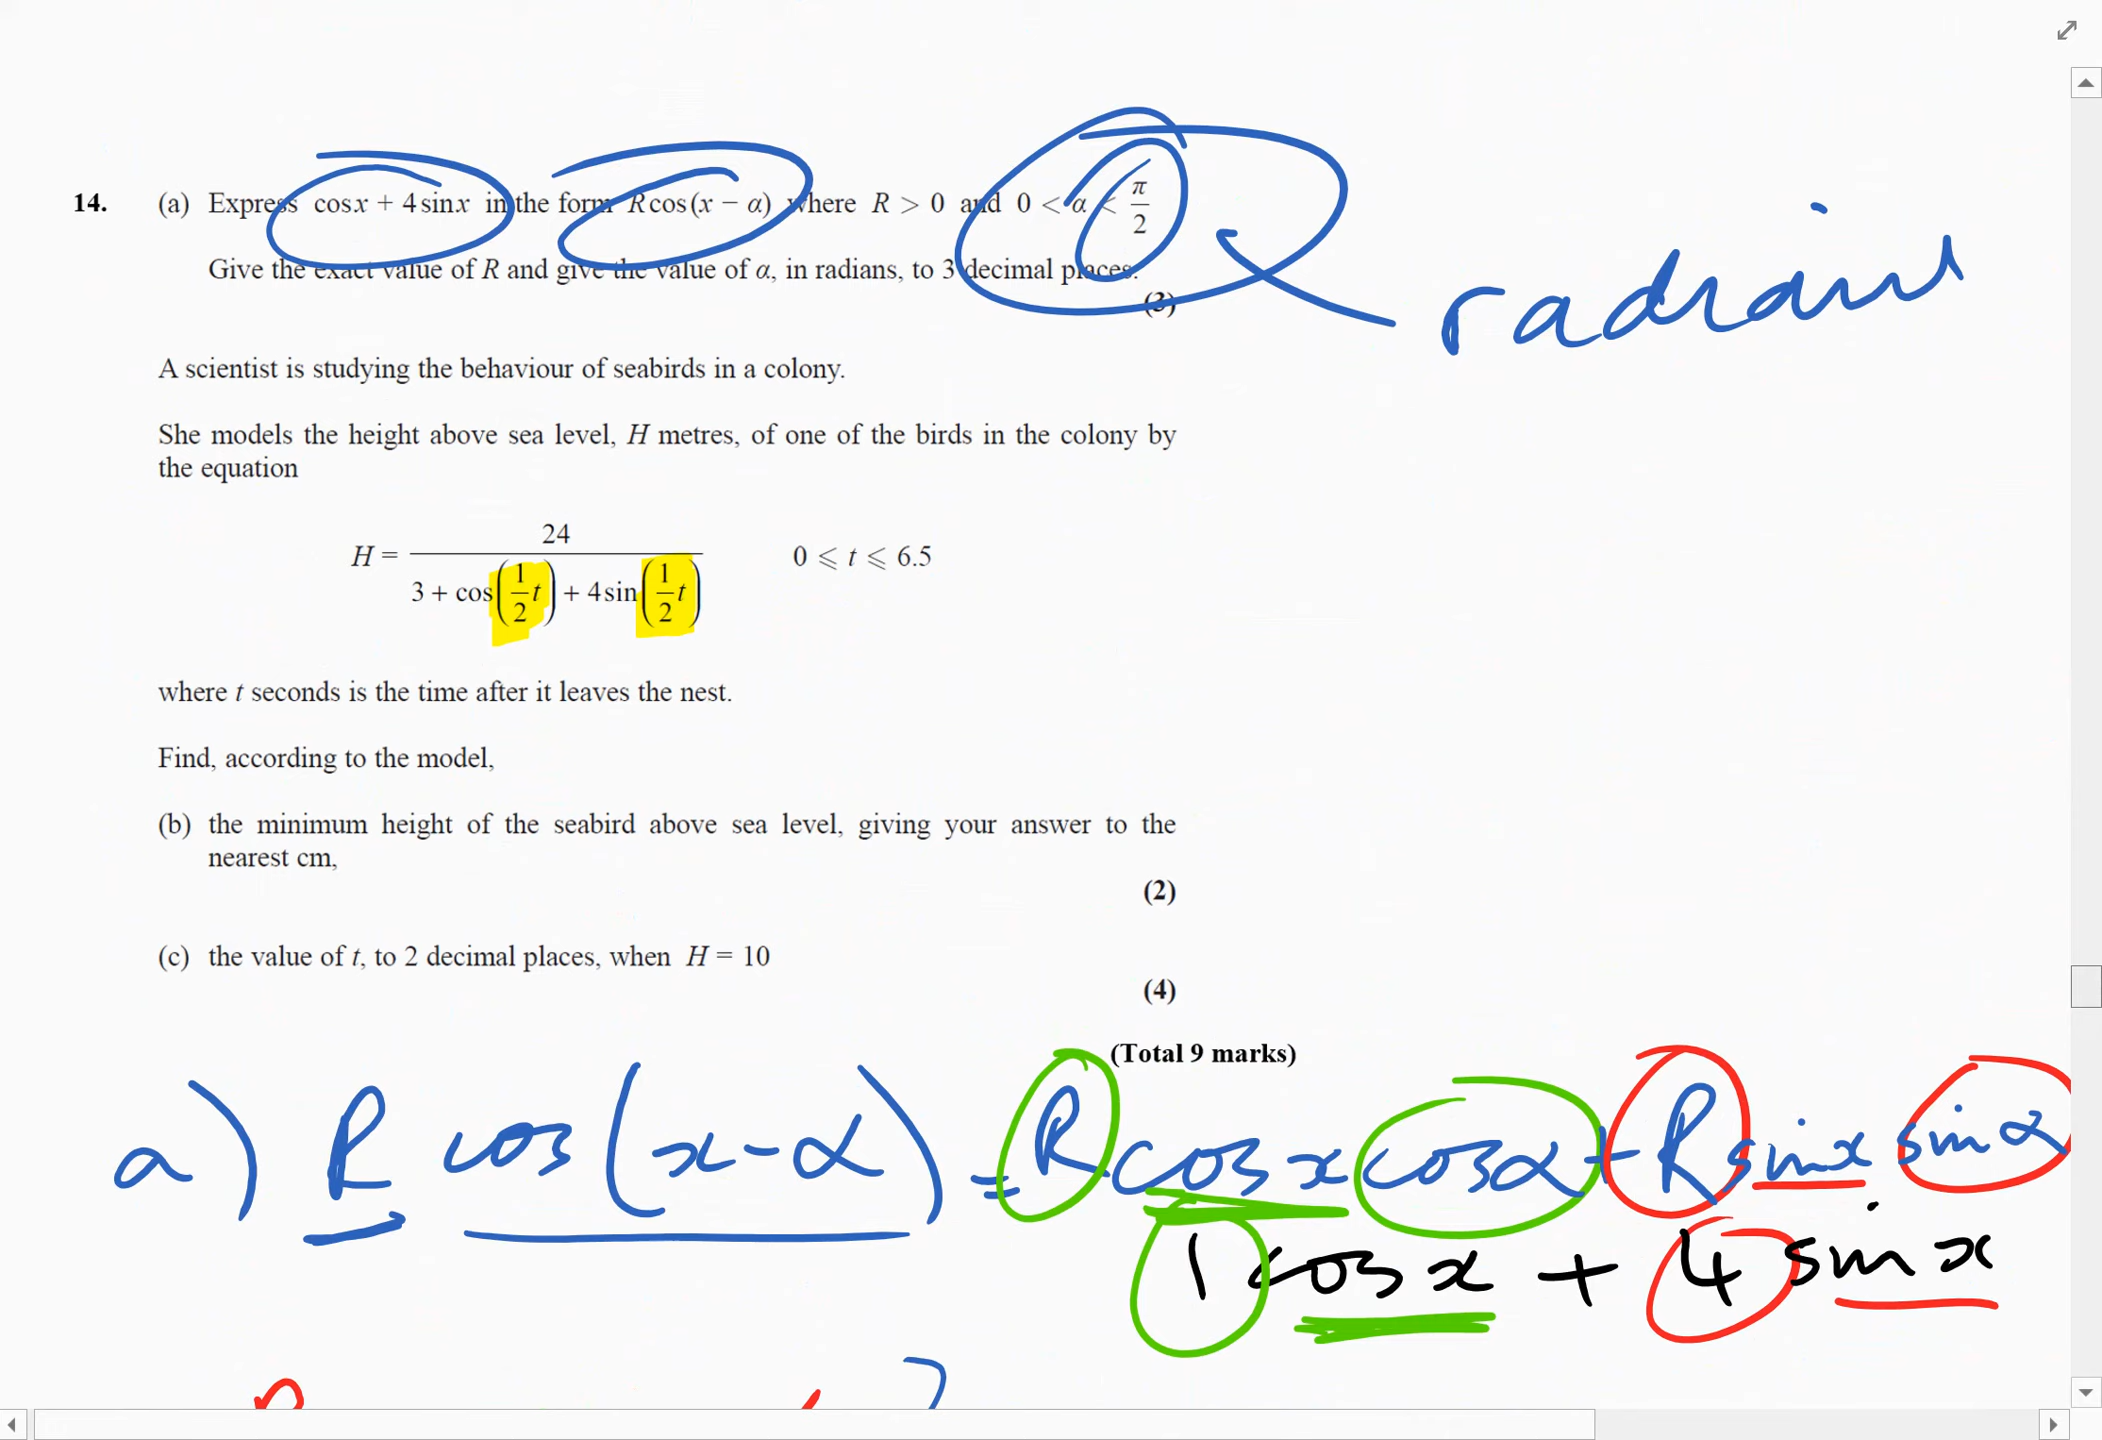 14. (a) Express cosx + 4 sinx in the form R cos(x − α) where R > 0 and 0 < α < π/2
Give the exact value of R and give the value of α, in radians, to 3 decimal places.
(3)
radians
A scientist is studying the behaviour of seabirds in a colony.
She models the height above sea level, H metres, of one of the birds in the colony by
the equation
H = 24 / (3 + cos(1/2 t) + 4 sin(1/2 t)) 0 ⩽ t ⩽ 6.5
where t seconds is the time after it leaves the nest.
Find, according to the model,
(b) the minimum height of the seabird above sea level, giving your answer to the
nearest cm,
(2)
(c) the value of t, to 2 decimal places, when H = 10
(4)
(Total 9 marks)
a) R cos(x − α) = R cos x cos α + R sin x sin α
1 cos x + 4 sin x